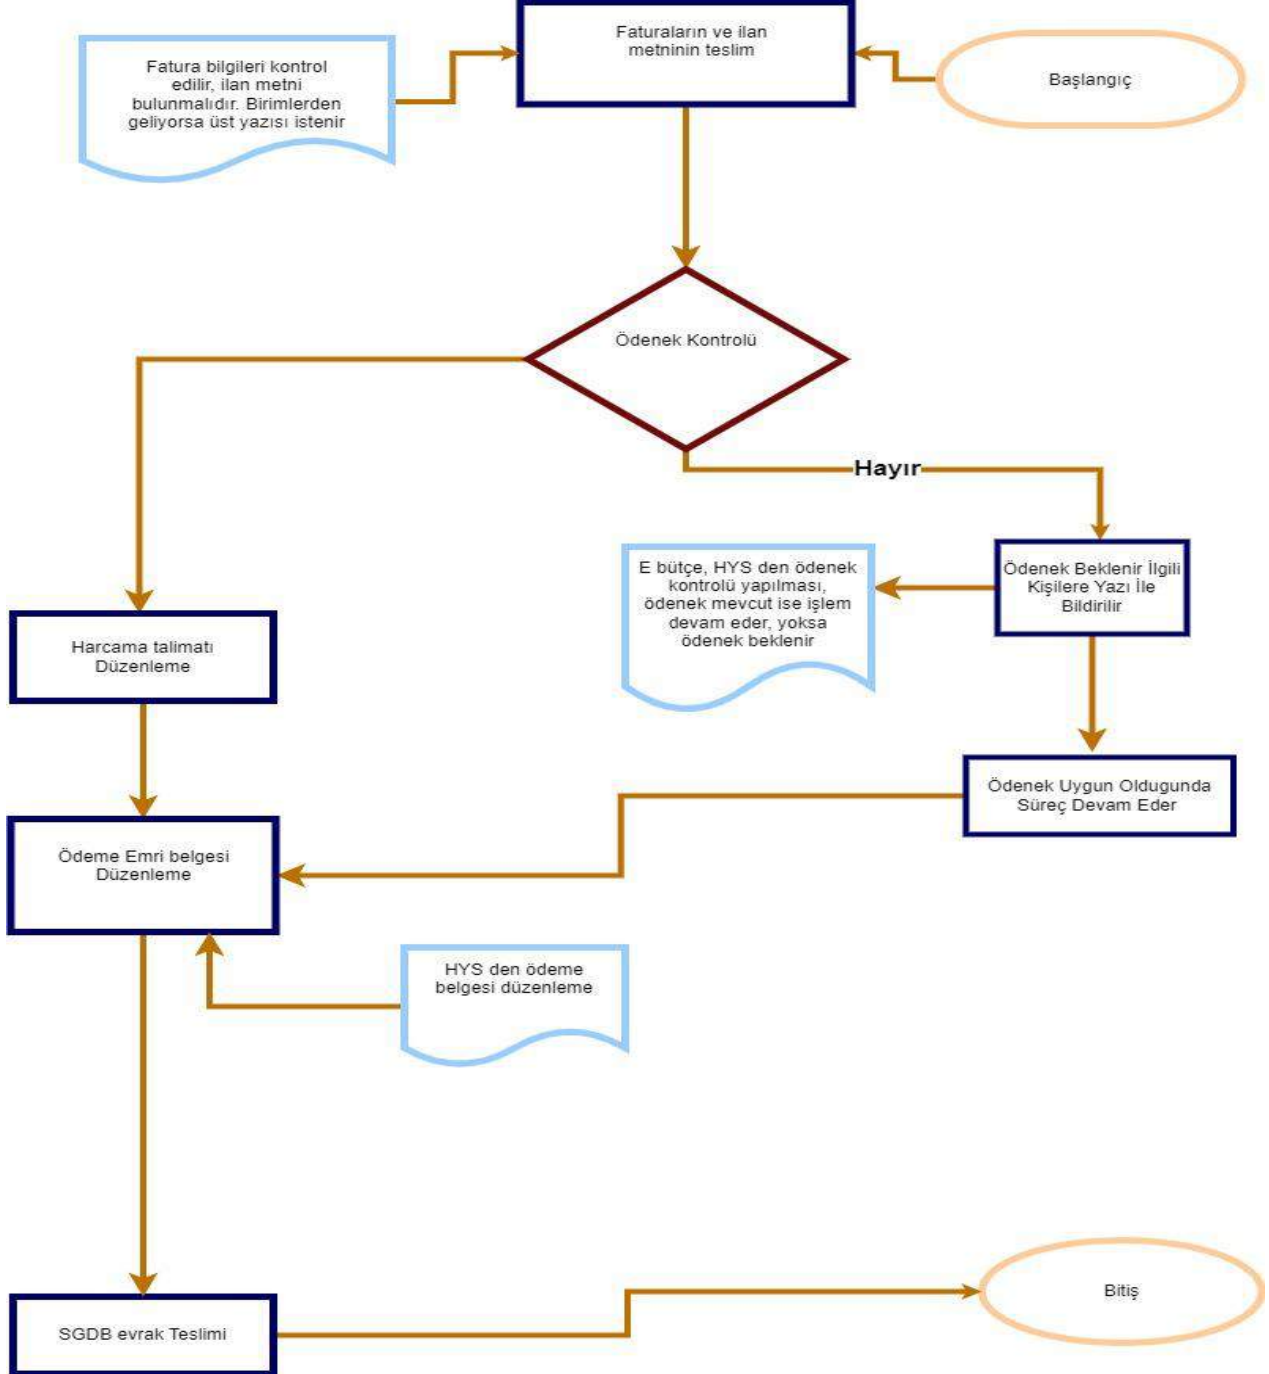 Faturaların ve ilan
metninin teslim
Fatura bilgileri kontrol
edilir, ilan metni
bulunmalıdır. Birimlerden
geliyorsa üst yazısı istenir
Başlangıç
Ödenek Kontrolü
Hayır
E bütçe, HYS den ödenek
kontrolü yapılması,
ödenek mevcut ise işlem
devam eder, yoksa
ödenek beklenir
Ödenek Beklenir İlgili
Kişilere Yazı İle
Bildirilir
Harcama talimatı
Düzenleme
Ödenek Uygun Oldugunda
Süreç Devam Eder
Ödeme Emri belgesi
Düzenleme
HYS den ödeme
belgesi düzenleme
SGDB evrak Teslimi
Bitiş